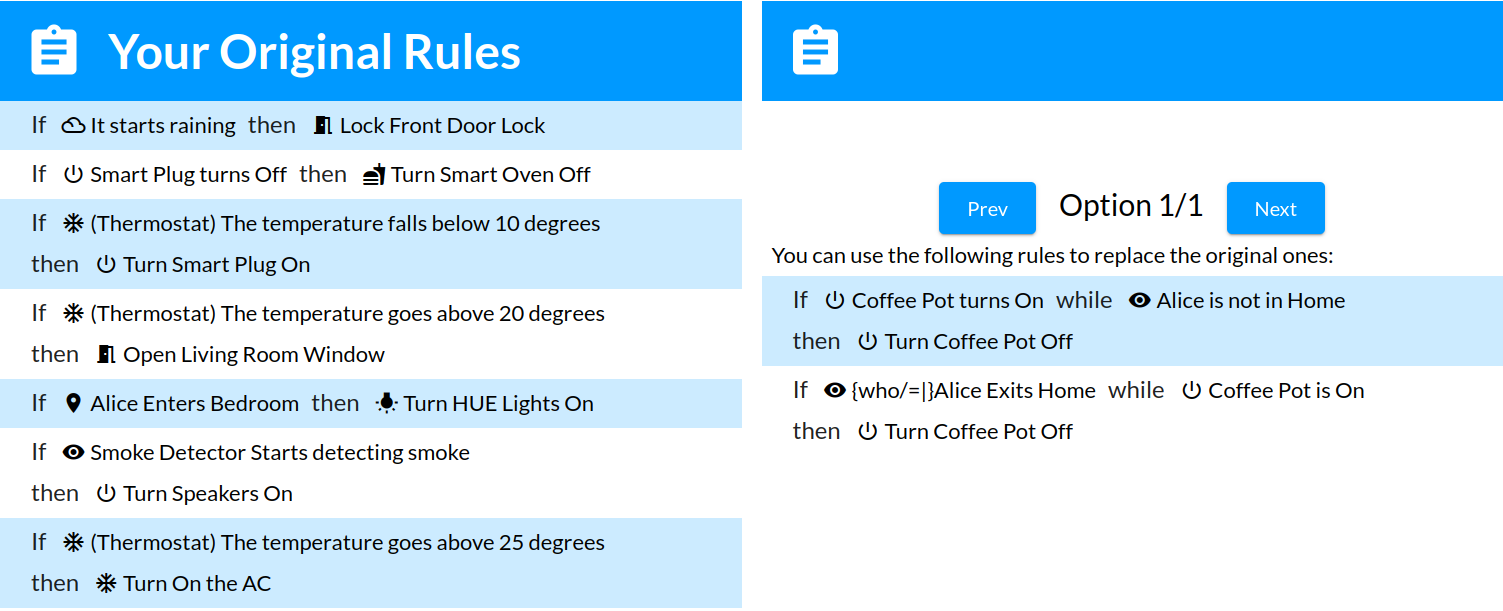 Your Original Rules
If It starts raining then Lock Front Door Lock
If Smart Plug turns Off then Turn Smart Oven Off
If (Thermostat) The temperature falls below 10 degrees
then Turn Smart Plug On
If (Thermostat) The temperature goes above 20 degrees
then Open Living Room Window
If Alice Enters Bedroom then Turn HUE Lights On
If Smoke Detector Starts detecting smoke
then Turn Speakers On
If (Thermostat) The temperature goes above 25 degrees
then Turn On the AC
Prev Option 1/1 Next
You can use the following rules to replace the original ones:
If Coffee Pot turns On while Alice is not in Home
then Turn Coffee Pot Off
If {who/=|}Alice Exits Home while Coffee Pot is On
then Turn Coffee Pot Off